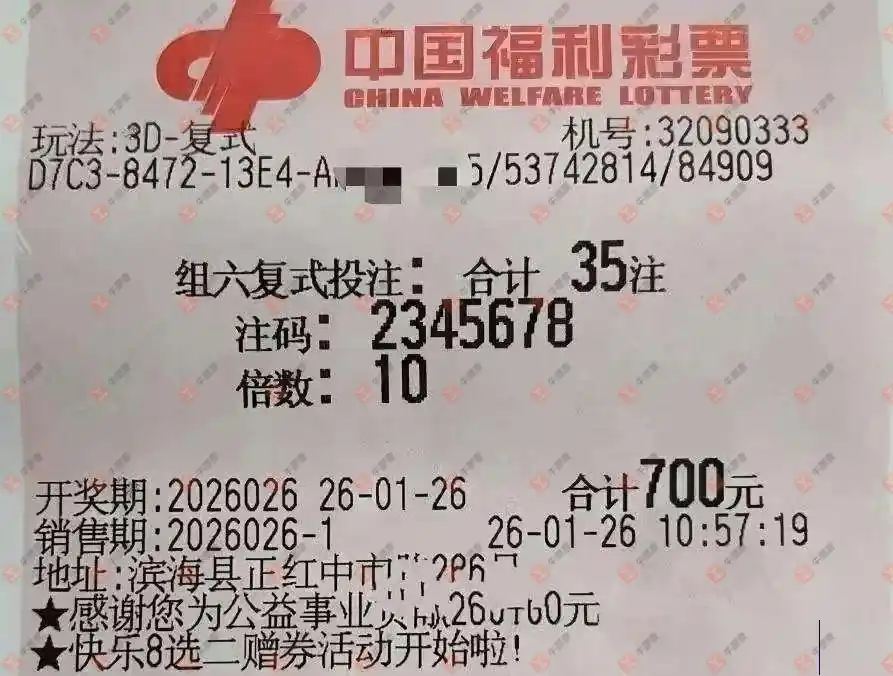 中国福利彩票
CHINA WELFARE LOTTERY
玩法:3D-复式 机号:32090333
D7C3-8472-13E4-A 5/53742814/84909
组六复式投注: 合计 35注
注码: 2345678
倍数: 10
开奖期:2026026 26-01-26 合计700元
销售期:2026026-1 26-01-26 10:57:19
地址:滨海县正红中市
★感谢您为公益事业 60元
★快乐8选二赠券活动开始啦!